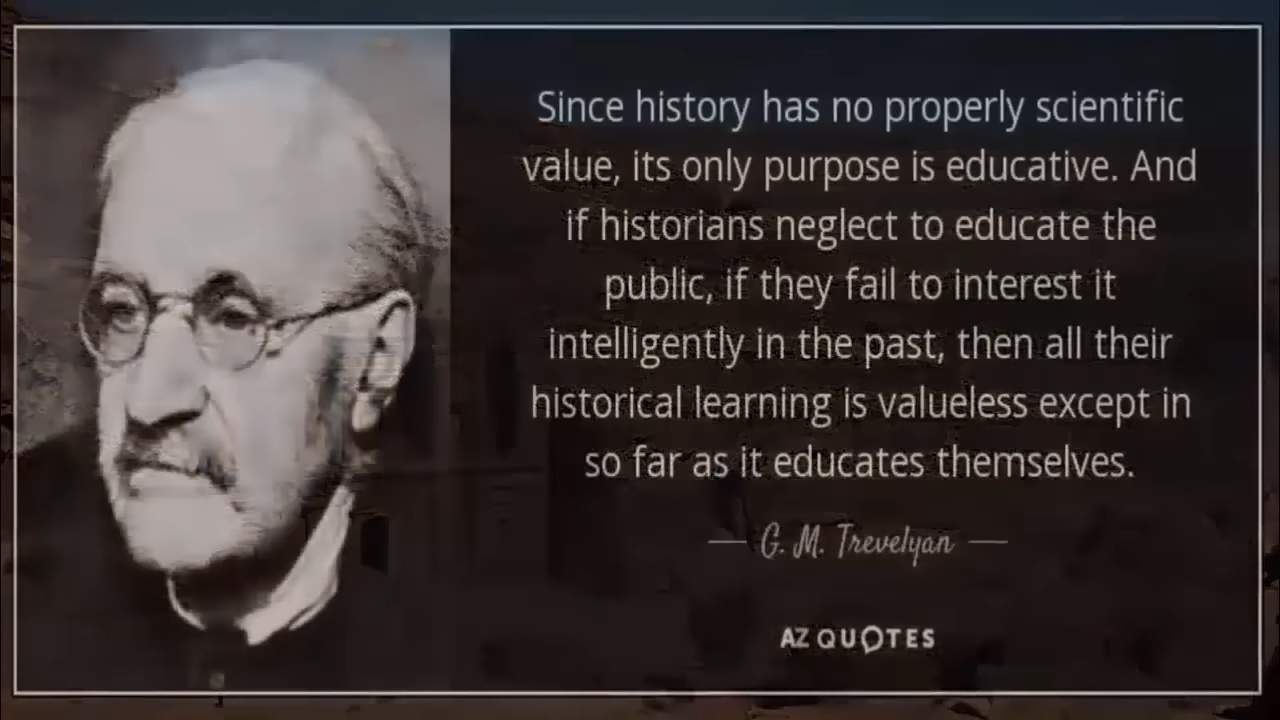 Since history has no properly scientific
value, its only purpose is educative. And
if historians neglect to educate the
public, if they fail to interest it
intelligently in the past, then all their
historical learning is valueless except in
so far as it educates themselves.
— G. M. Trevelyan —
AZ QUOTES